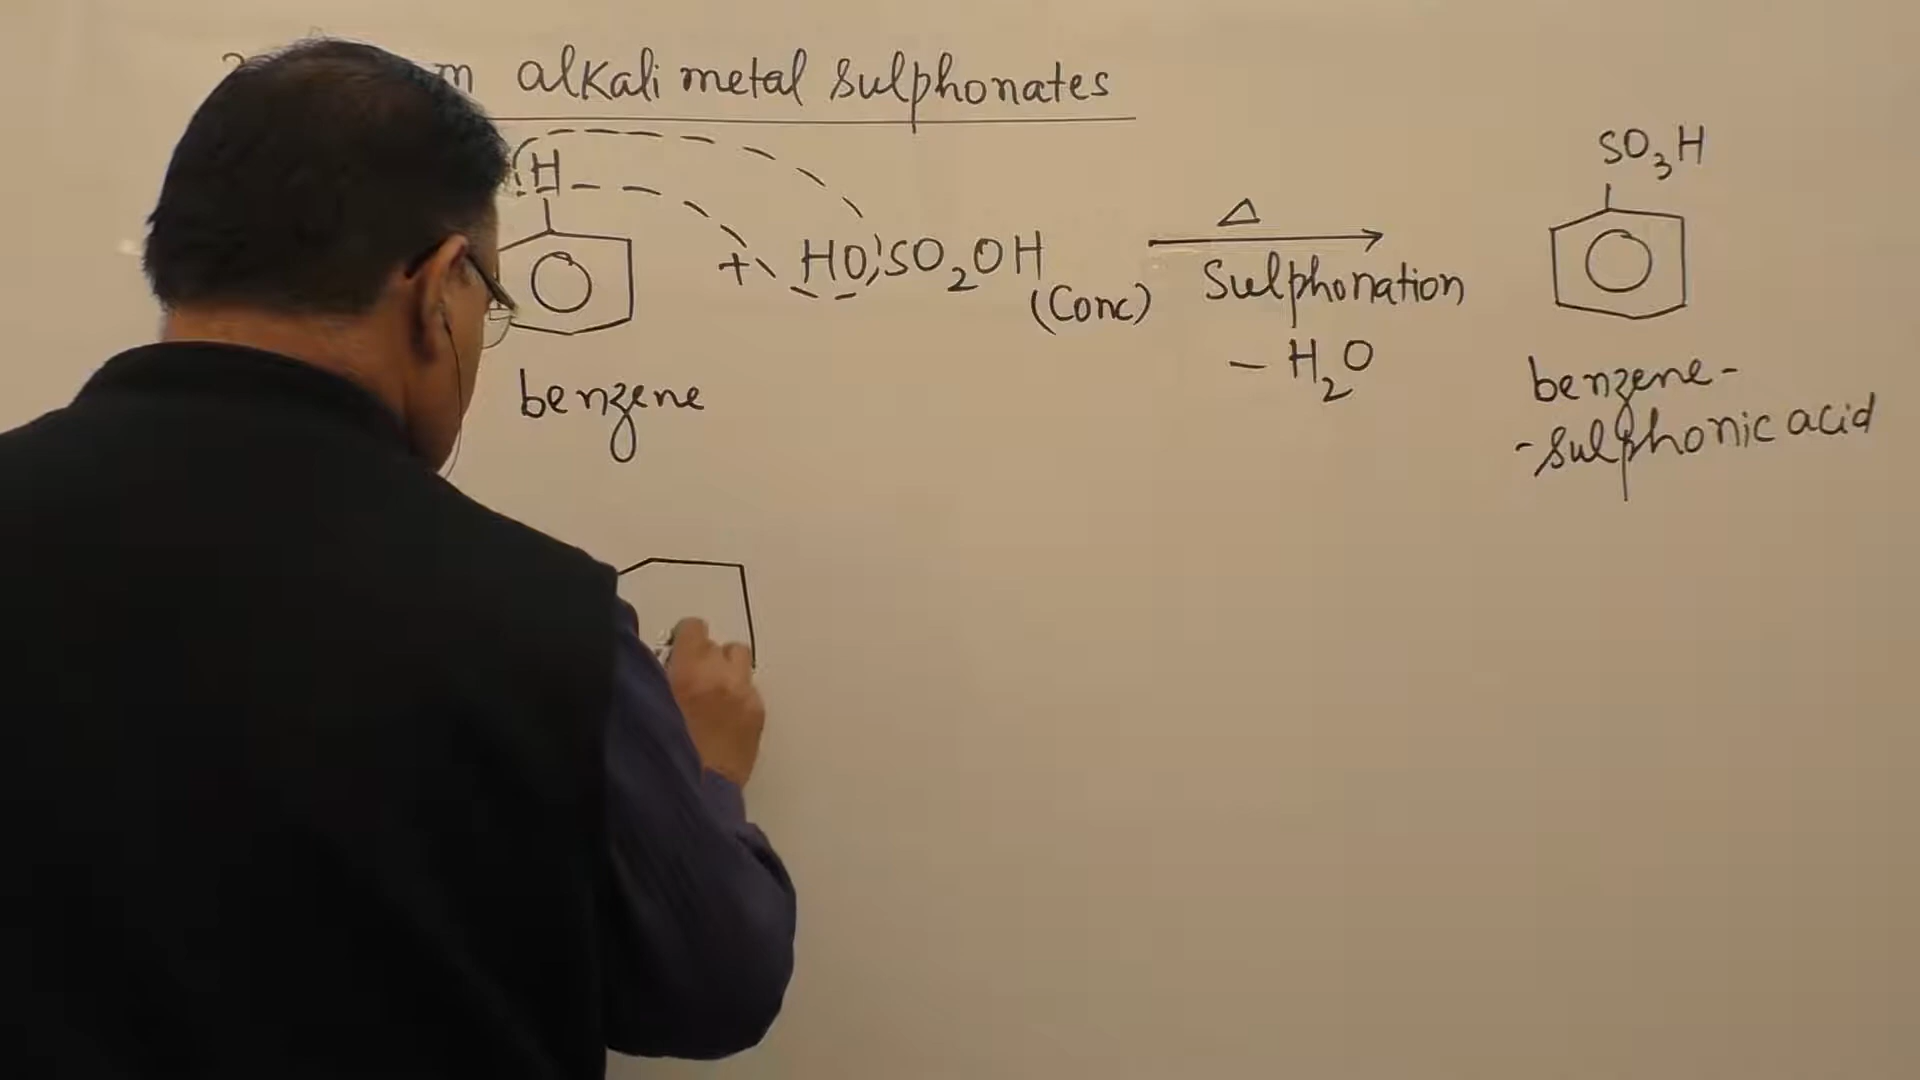 alkali metal sulphonates
H
SO₃H
+ HO SO₂OH (Conc)
Δ
Sulphonation
- H₂O
benzene
benzene-
-sulphonic acid